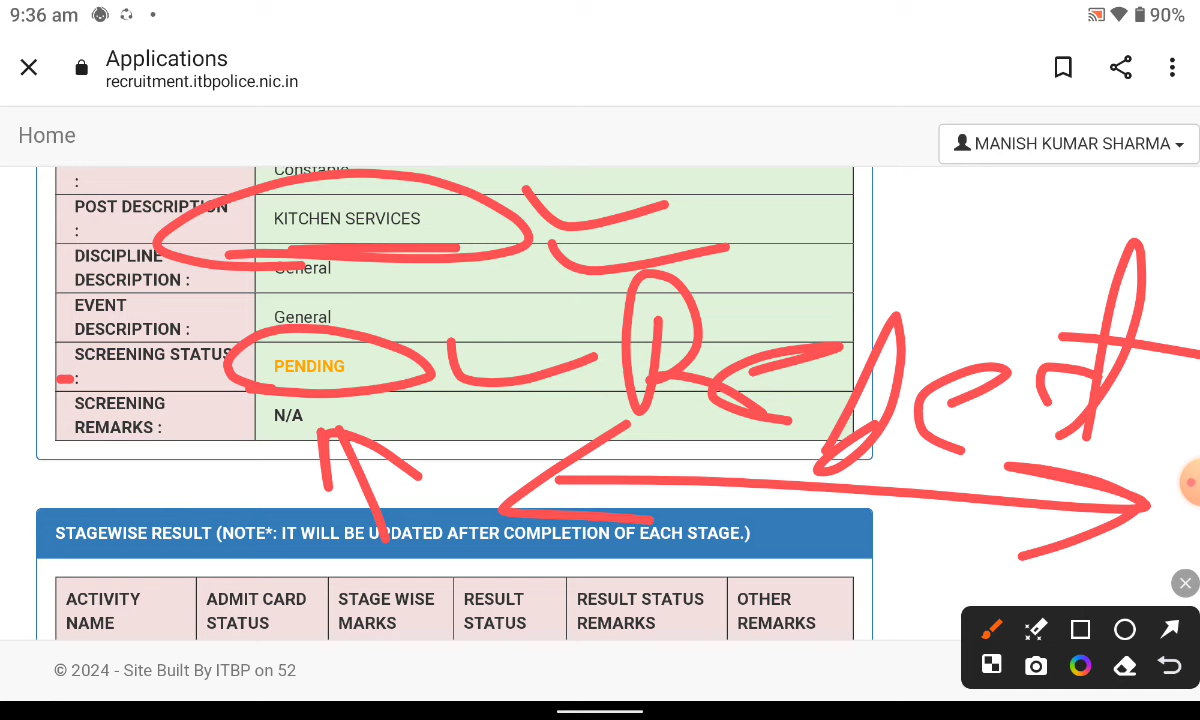 9:36 am
90%
Applications
recruitment.itbpolice.nic.in
Home
MANISH KUMAR SHARMA
:
Constable
POST DESCRIPTION
:
KITCHEN SERVICES
DISCIPLINE
DESCRIPTION :
General
EVENT
DESCRIPTION :
General
SCREENING STATUS
:
PENDING
SCREENING
REMARKS :
N/A
STAGEWISE RESULT (NOTE*: IT WILL BE UPDATED AFTER COMPLETION OF EACH STAGE.)
ACTIVITY
NAME
ADMIT CARD
STATUS
STAGE WISE
MARKS
RESULT
STATUS
RESULT STATUS
REMARKS
OTHER
REMARKS
© 2024 - Site Built By ITBP on 52